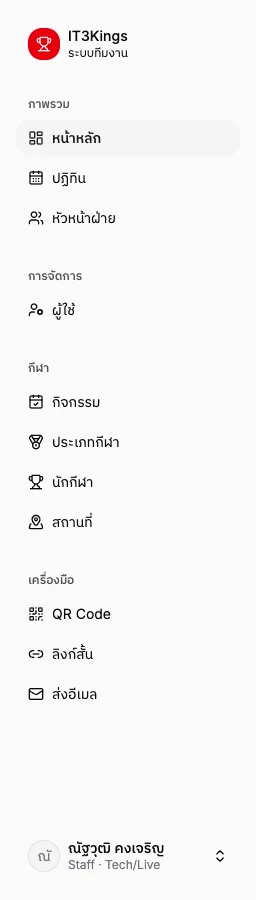 IT3Kings
ระบบทีมงาน
ภาพรวม
หน้าหลัก
ปฏิทิน
หัวหน้าฝ่าย
การจัดการ
ผู้ใช้
กีฬา
กิจกรรม
ประเภทกีฬา
นักกีฬา
สถานที่
เครื่องมือ
QR Code
ลิงก์สั้น
ส่งอีเมล
ณั
ณัฐวุฒิ คงเจริญ
Staff · Tech/Live